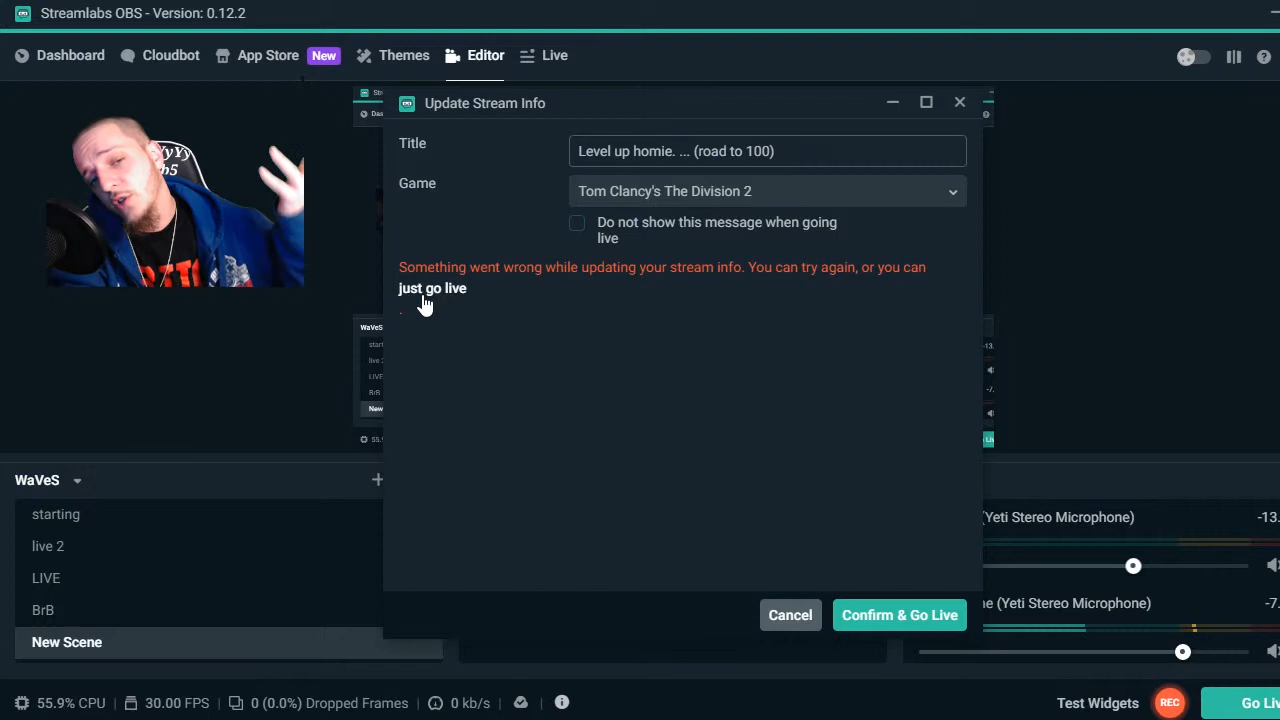 Streamlabs OBS - Version: 0.12.2
Dashboard Cloudbot App Store New Themes Editor Live
Update Stream Info
Title
Level up homie. ... (road to 100)
Game
Tom Clancy's The Division 2
Do not show this message when going
live
Something went wrong while updating your stream info. You can try again, or you can
just go live
.
WaVeS
starting
live 2
LIVE
BrB
New Scene
(Yeti Stereo Microphone) -13.
ne (Yeti Stereo Microphone) -7.
Cancel Confirm & Go Live
55.9% CPU 30.00 FPS 0 (0.0%) Dropped Frames 0 kb/s
Test Widgets REC Go Liv